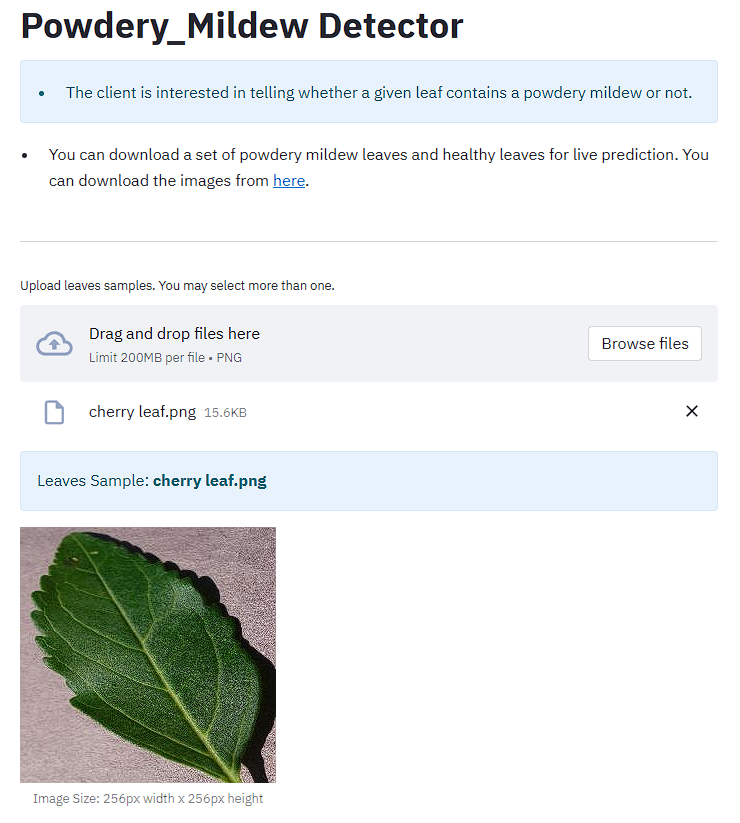 Powdery_Mildew Detector
• The client is interested in telling whether a given leaf contains a powdery mildew or not.
• You can download a set of powdery mildew leaves and healthy leaves for live prediction. You
can download the images from here.
Upload leaves samples. You may select more than one.
Drag and drop files here
Limit 200MB per file • PNG
Browse files
cherry leaf.png 15.6KB
Leaves Sample: cherry leaf.png
Image Size: 256px width x 256px height